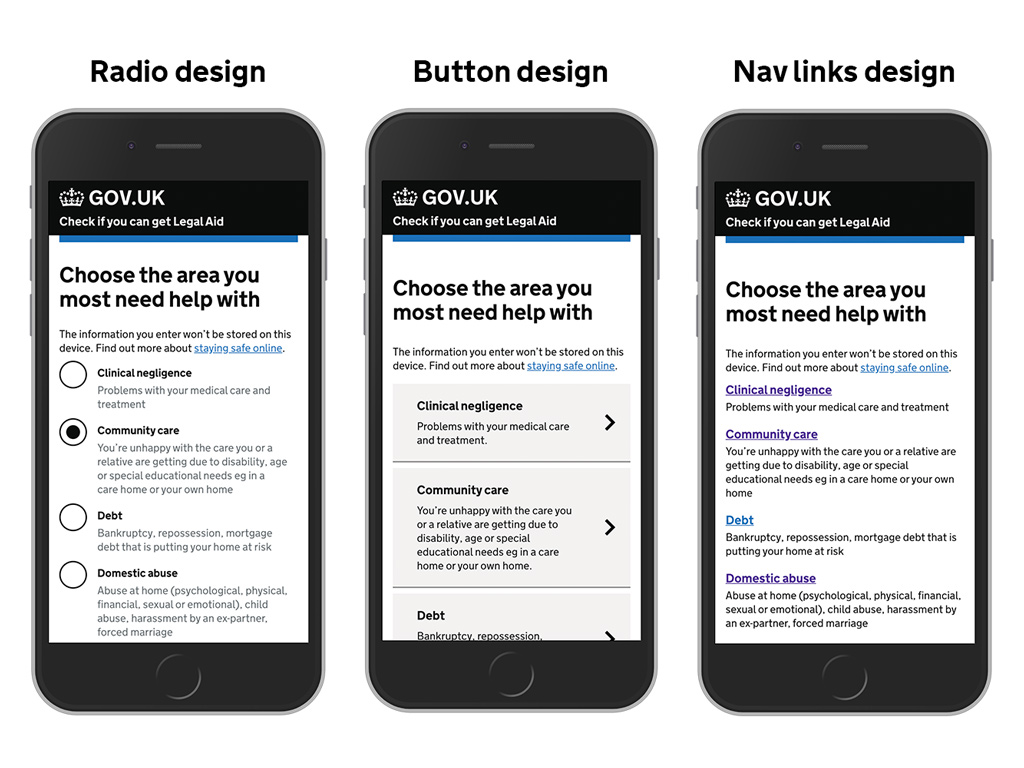 Radio design
GOV.UK
Check if you can get Legal Aid
Choose the area you
most need help with
The information you enter won't be stored on this
device. Find out more about staying safe online.
Clinical negligence
Problems with your medical care and
treatment
Community care
You're unhappy with the care you or a
relative are getting due to disability, age
or special educational needs eg in a
care home or your own home
Debt
Bankruptcy, repossession, mortgage
debt that is putting your home at risk
Domestic abuse
Abuse at home (psychological, physical,
financial, sexual or emotional), child
abuse, harassment by an ex-partner,
forced marriage
Button design
GOV.UK
Check if you can get Legal Aid
Choose the area you
most need help with
The information you enter won't be stored on this
device. Find out more about staying safe online.
Clinical negligence
Problems with your medical care
and treatment.
Community care
You're unhappy with the care you
or a relative are getting due to
disability, age or special
educational needs eg in a care
home or your own home.
Debt
Bankruptcy, repossession,
Nav links design
GOV.UK
Check if you can get Legal Aid
Choose the area you
most need help with
The information you enter won't be stored on this
device. Find out more about staying safe online.
Clinical negligence
Problems with your medical care and treatment
Community care
You're unhappy with the care you or a relative are
getting due to disability, age or special
educational needs eg in a care home or your own
home
Debt
Bankruptcy, repossession, mortgage debt that is
putting your home at risk
Domestic abuse
Abuse at home (psychological, physical, financial,
sexual or emotional), child abuse, harassment by
an ex-partner, forced marriage